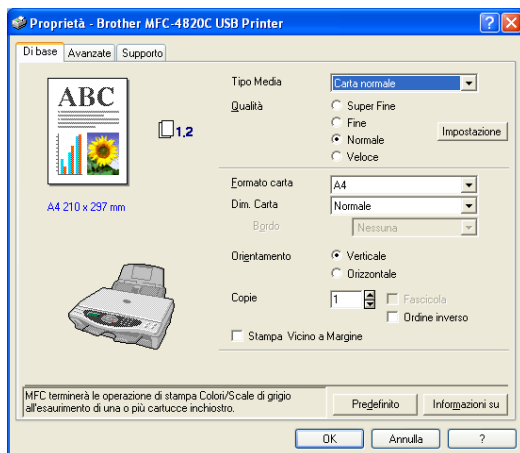 Proprietà - Brother MFC-4820C USB Printer
Di base
Avanzate
Supporto
ABC
1,2
A4 210 x 297 mm
Tipo Media
Carta normale
Qualità
Super Fine
Fine
Normale
Veloce
Impostazione
Formato carta
A4
Dim. Carta
Normale
Bordo
Nessuna
Orientamento
Verticale
Orizzontale
Copie
1
Fascicola
Ordine inverso
Stampa Vicino a Margine
MFC terminerà le operazione di stampa Colori/Scale di grigio
all'esaurimento di una o più cartucce inchiostro.
Predefinito
Informazioni su
OK
Annulla
?